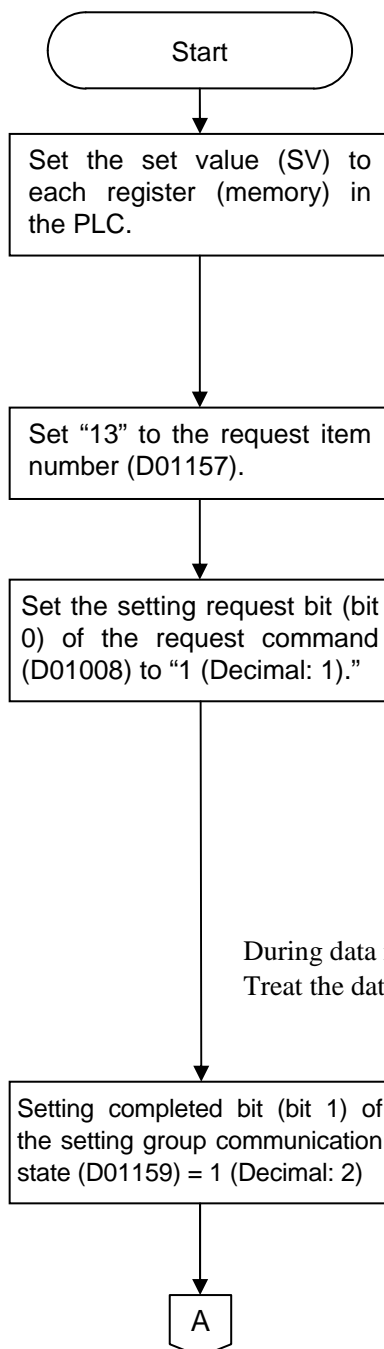 Start
Set the set value (SV) to
each register (memory) in
the PLC.
Set “13” to the request item
number (D01157).
Set the setting request bit (bit
0) of the request command
(D01008) to “1 (Decimal: 1).”
During data
Treat the dat
Setting completed bit (bit 1) of
the setting group communication
state (D01159) = 1 (Decimal: 2)
A